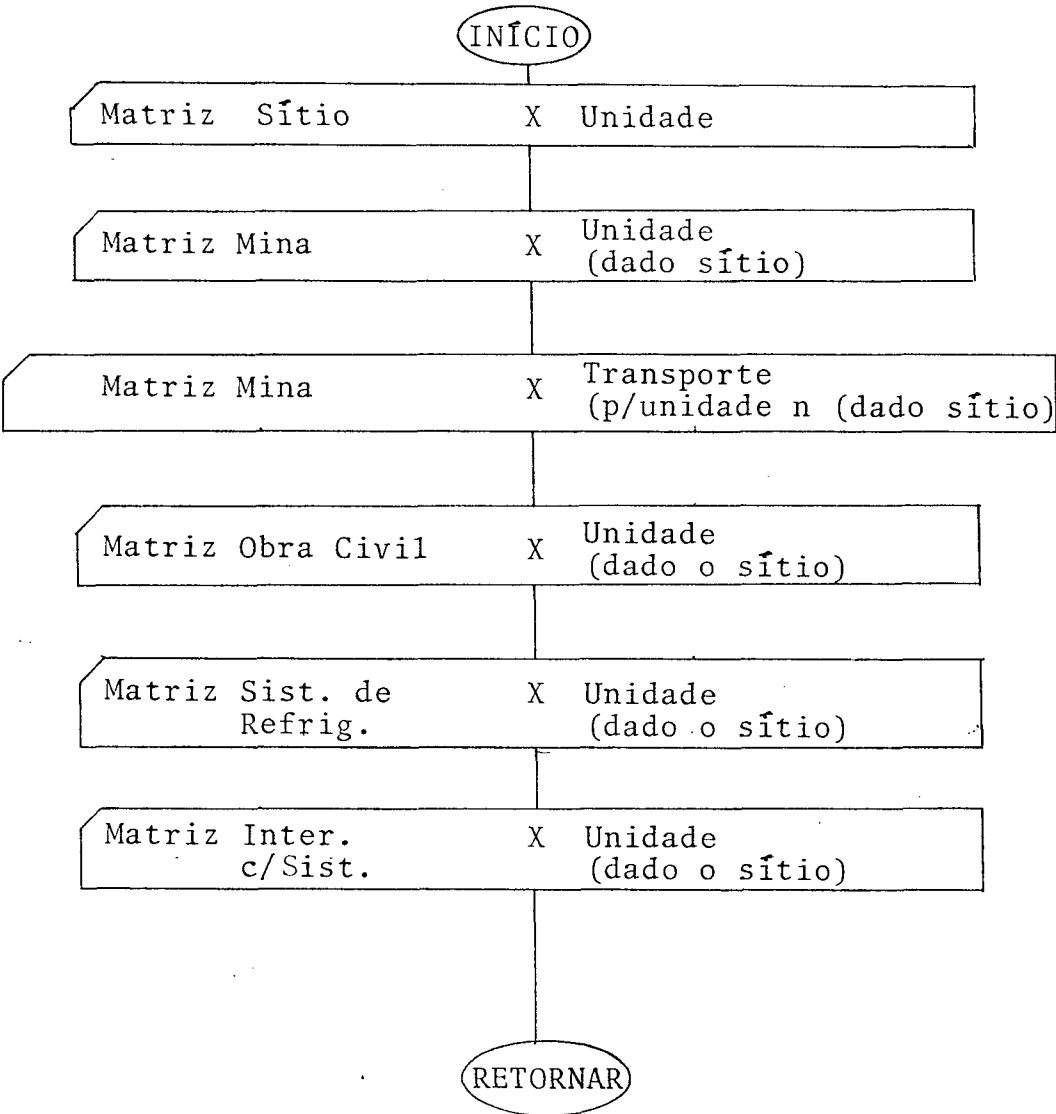 INÍCIO
Matriz Sítio X Unidade
Matriz Mina X Unidade
(dado sítio)
Matriz Mina X Transporte
(p/unidade n (dado sítio)
Matriz Obra Civil X Unidade
(dado o sítio)
Matriz Sist. de X Unidade
Refrig. (dado o sítio)
Matriz Inter. X Unidade
c/Sist. (dado o sítio)
RETORNAR